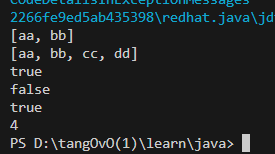 CodeDetailsInExceptionMessages
2266fe9ed5ab435398\redhat.java\jd
[aa, bb]
[aa, bb, cc, dd]
true
false
true
4
PS D:\tangOvO(1)\learn\java>